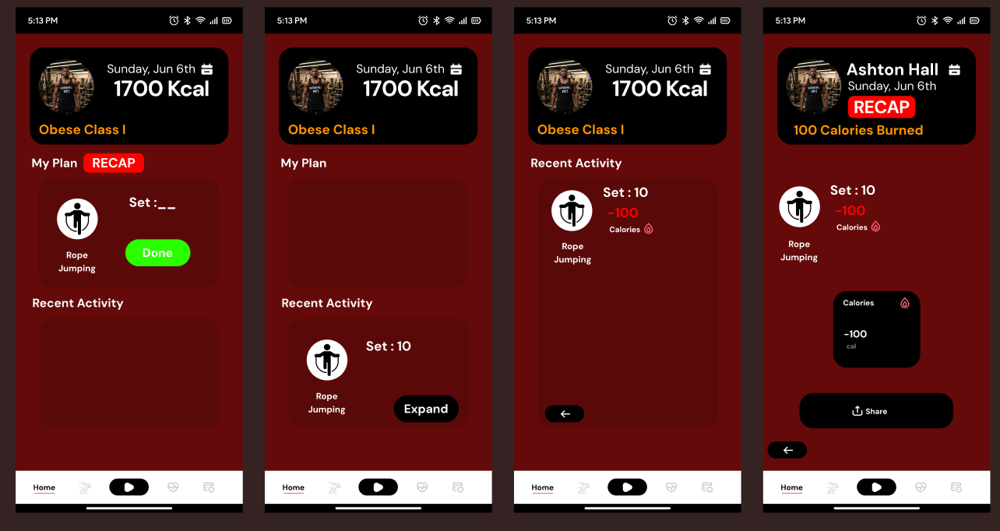 5:13 PM
Sunday, Jun 6th
1700 Kcal
Obese Class I
My Plan
RECAP
Set :__
Rope
Jumping
Done
Recent Activity
Home
5:13 PM
Sunday, Jun 6th
1700 Kcal
Obese Class I
My Plan
Recent Activity
Set : 10
Rope
Jumping
Expand
Home
5:13 PM
Sunday, Jun 6th
1700 Kcal
Obese Class I
Recent Activity
Set : 10
-100
Calories
Rope
Jumping
Home
5:13 PM
Ashton Hall
Sunday, Jun 6th
RECAP
100 Calories Burned
Set : 10
-100
Calories
Rope
Jumping
Calories
-100
cal
Share
Home